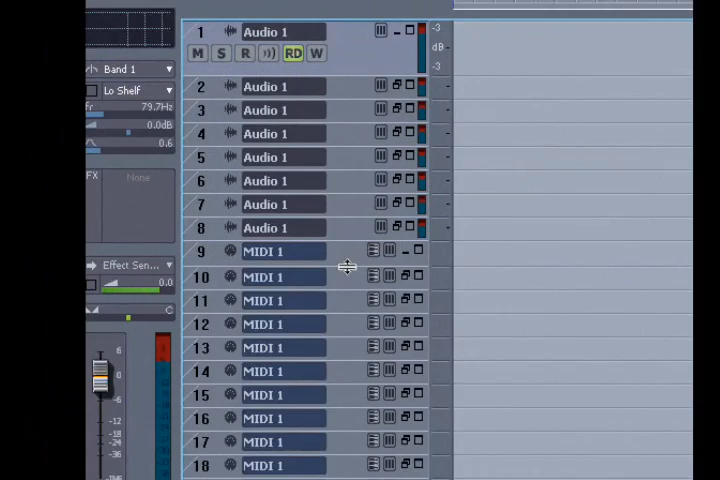 1 Audio 1 -3
M S R RD W dB
-3
Band 1
Lo Shelf
fr 79.7Hz
0.0dB
0.6
FX None
Effect Sen...
0.0
C
6
0
-6
-12
-18
-24
-36
2 Audio 1
3 Audio 1
4 Audio 1
5 Audio 1
6 Audio 1
7 Audio 1
8 Audio 1
9 MIDI 1
10 MIDI 1
11 MIDI 1
12 MIDI 1
13 MIDI 1
14 MIDI 1
15 MIDI 1
16 MIDI 1
17 MIDI 1
18 MIDI 1